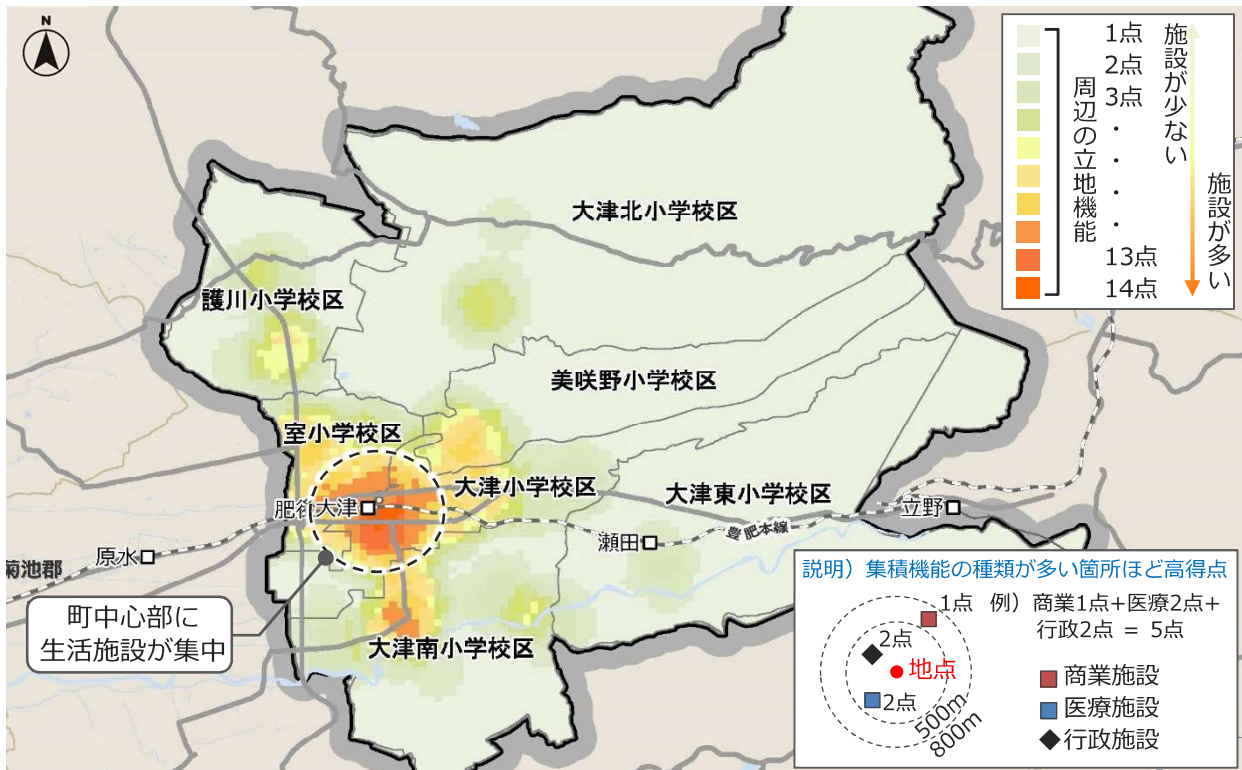 N
1点
2点
3点
・
・
・
・
13点
14点
周辺の立地機能
施設が少ない
施設が多い
大津北小学校区
護川小学校区
美咲野小学校区
室小学校区
大津小学校区
大津東小学校区
肥後大津
立野
豊肥本線
瀬田
原水
菊池郡
町中心部に
生活施設が集中
大津南小学校区
説明）集積機能の種類が多い箇所ほど高得点
1点 例）商業1点+医療2点+
行政2点 = 5点
2点
地点
2点
500m
800m
商業施設
医療施設
行政施設